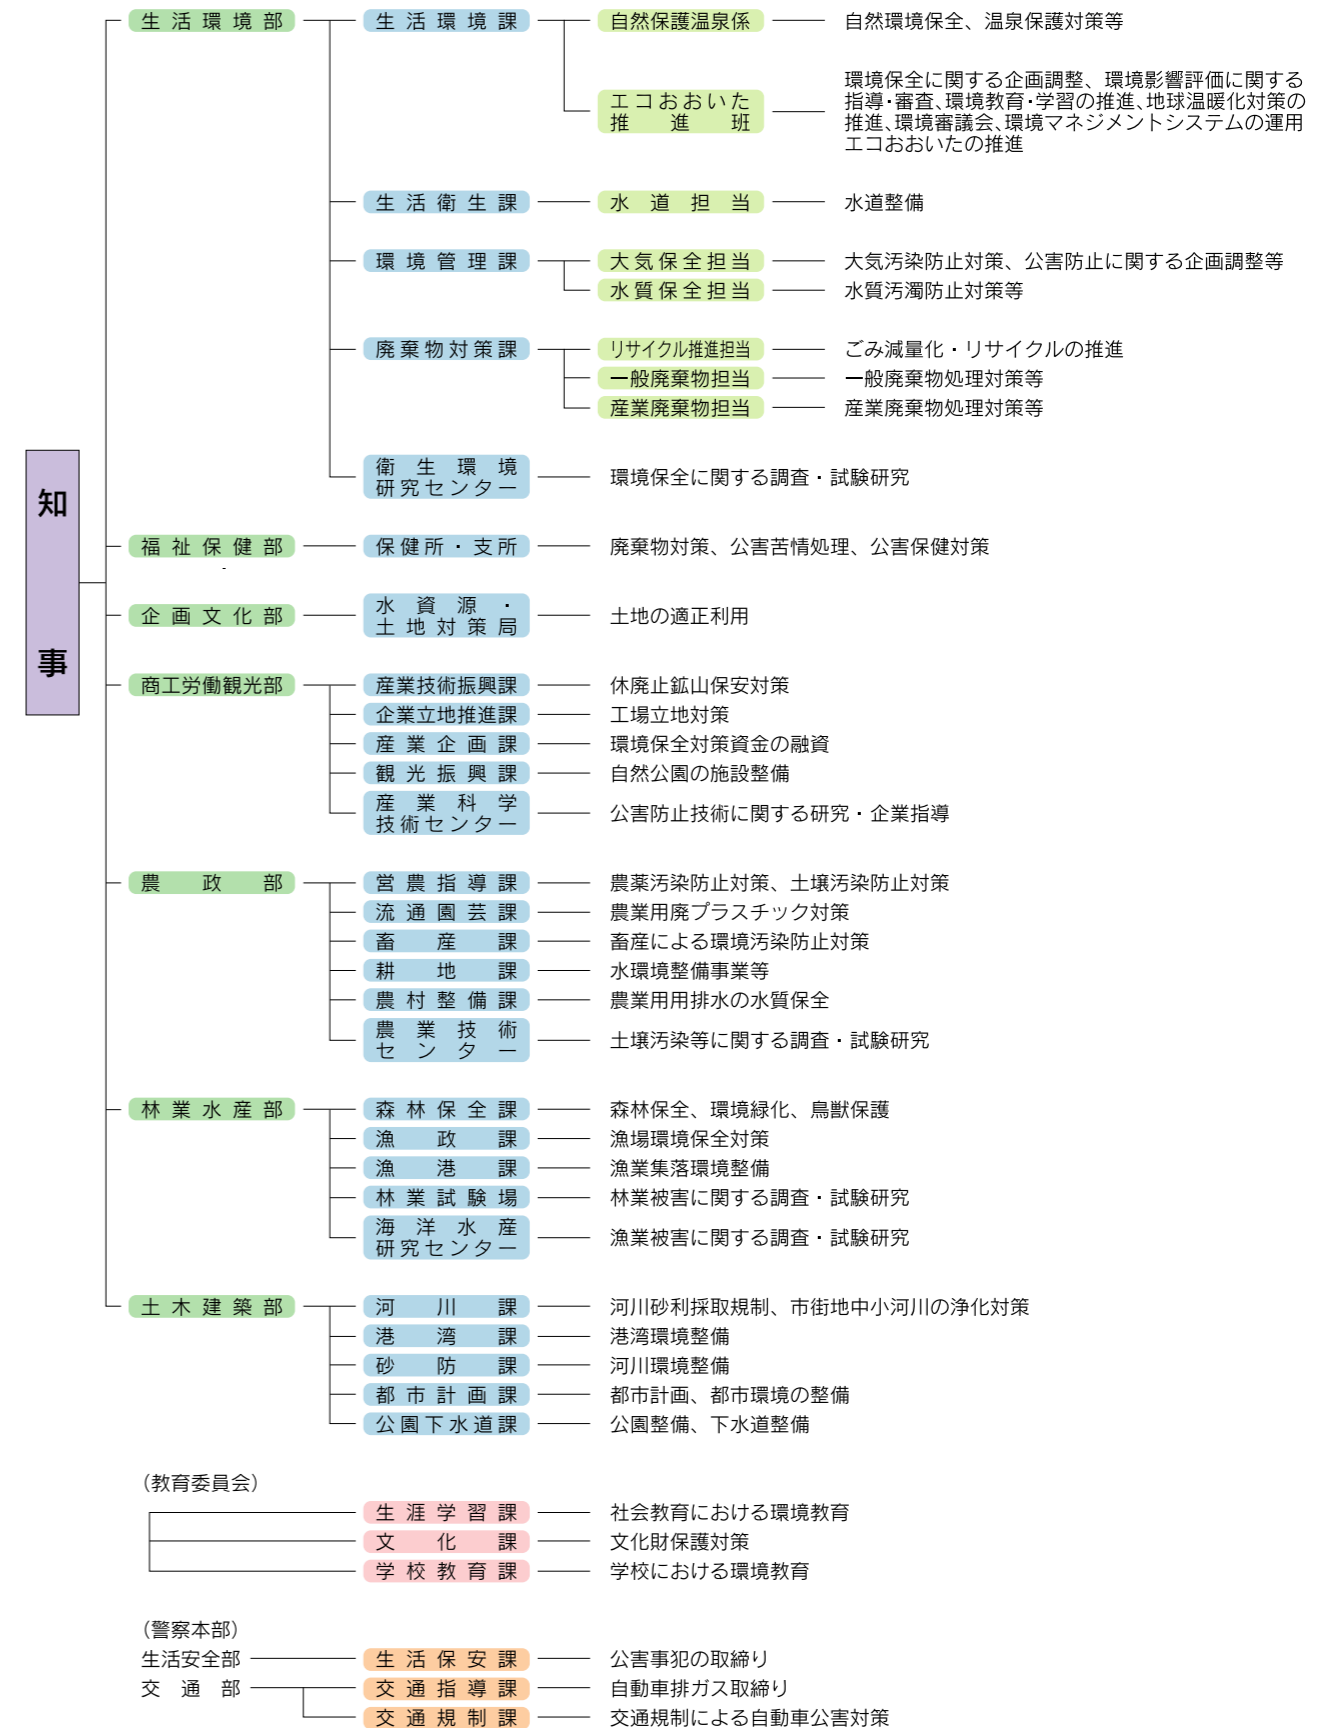 知事
生活環境部 生活環境課 自然保護温泉係 自然環境保全、温泉保護対策等
エコおおいた推進班
環境保全に関する企画調整、環境影響評価に関する
指導・審査、環境教育・学習の推進、地球温暖化対策の
推進、環境審議会、環境マネジメントシステムの運用
エコおおいたの推進
生活衛生課 水道担当 水道整備
環境管理課 大気保全担当 大気汚染防止対策、公害防止に関する企画調整等
水質保全担当 水質汚濁防止対策等
廃棄物対策課 リサイクル推進担当 ごみ減量化・リサイクルの推進
一般廃棄物担当 一般廃棄物処理対策等
産業廃棄物担当 産業廃棄物処理対策等
衛生環境
研究センター 環境保全に関する調査・試験研究
福祉保健部 保健所・支所 廃棄物対策、公害苦情処理、公害保健対策
企画文化部 水資源・
土地対策局 土地の適正利用
商工労働観光部 産業技術振興課 休廃止鉱山保安対策
企業立地推進課 工場立地対策
産業企画課 環境保全対策資金の融資
観光振興課 自然公園の施設整備
産業科学
技術センター 公害防止技術に関する研究・企業指導
農政部 営農指導課 農薬汚染防止対策、土壌汚染防止対策
流通園芸課 農業用廃プラスチック対策
畜産課 畜産による環境汚染防止対策
耕地課 水環境整備事業等
農村整備課 農業用用排水の水質保全
農業技術
センター 土壌汚染等に関する調査・試験研究
林業水産部 森林保全課 森林保全、環境緑化、鳥獣保護
漁政課 漁場環境保全対策
漁港課 漁業集落環境整備
林業試験場 林業被害に関する調査・試験研究
海洋水産
研究センター 漁業被害に関する調査・試験研究
土木建築部 河川課 河川砂利採取規制、市街地中小河川の浄化対策
港湾課 港湾環境整備
砂防課 河川環境整備
都市計画課 都市計画、都市環境の整備
公園下水道課 公園整備、下水道整備
（教育委員会）
生涯学習課 社会教育における環境教育
文化課 文化財保護対策
学校教育課 学校における環境教育
（警察本部）
生活安全部 生活保安課 公害事犯の取締り
交通部 交通指導課 自動車排ガス取締り
交通規制課 交通規制による自動車公害対策